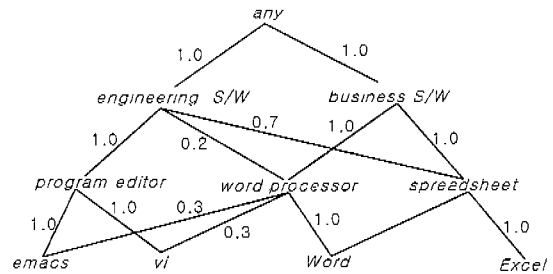 any
1.0 1.0
engineering S/W business S/W
0.7
1.0 0.2 1.0 1.0
program editor word processor spreadsheet
1.0 1.0 0.3 0.3 1.0 1.0
emacs vi Word Excel